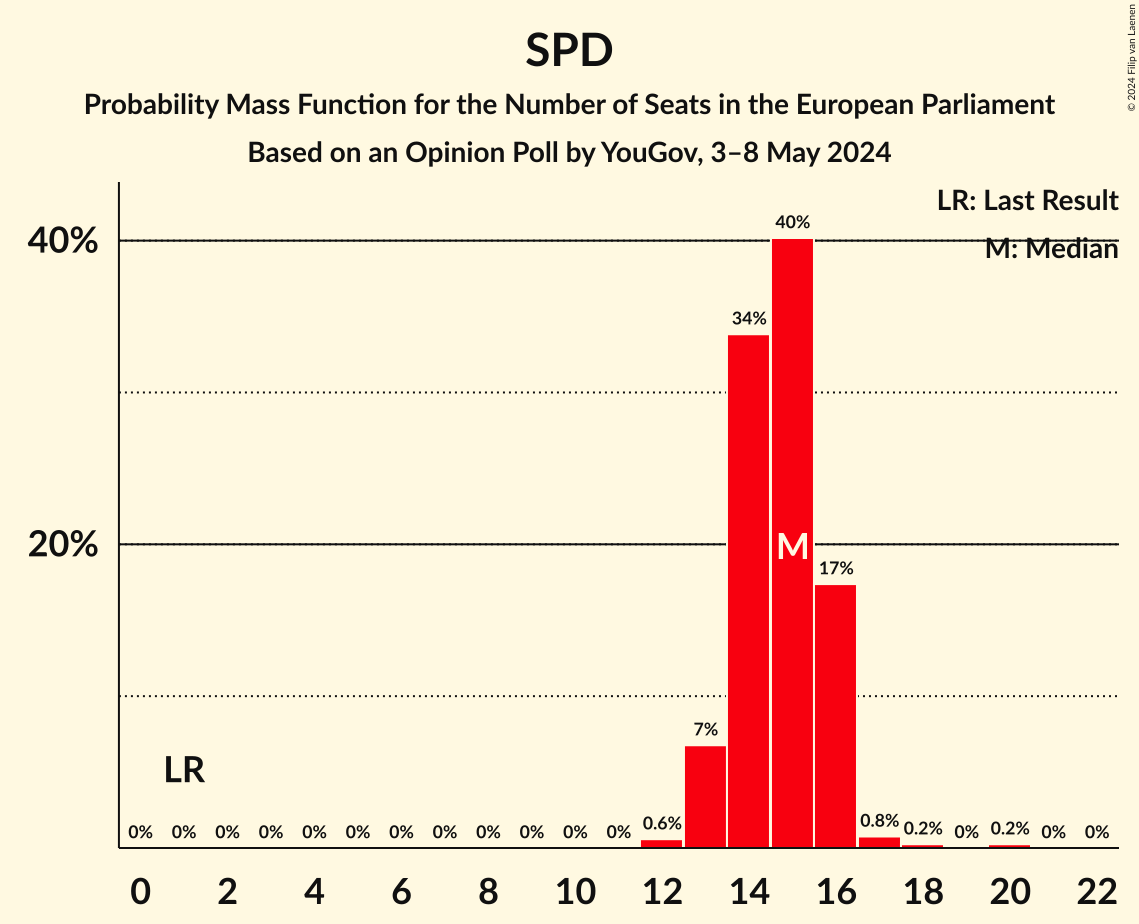 SPD
Probability Mass Function for the Number of Seats in the European Parliament
Based on an Opinion Poll by YouGov, 3–8 May 2024
© 2024 Filip van Laenen
LR: Last Result
M: Median
40%
20%
40%
34%
M
17%
7%
LR
0% 0% 0% 0% 0% 0% 0% 0% 0% 0% 0% 0% 0.6% 0.8% 0.2% 0% 0.2% 0% 0%
0 2 4 6 8 10 12 14 16 18 20 22